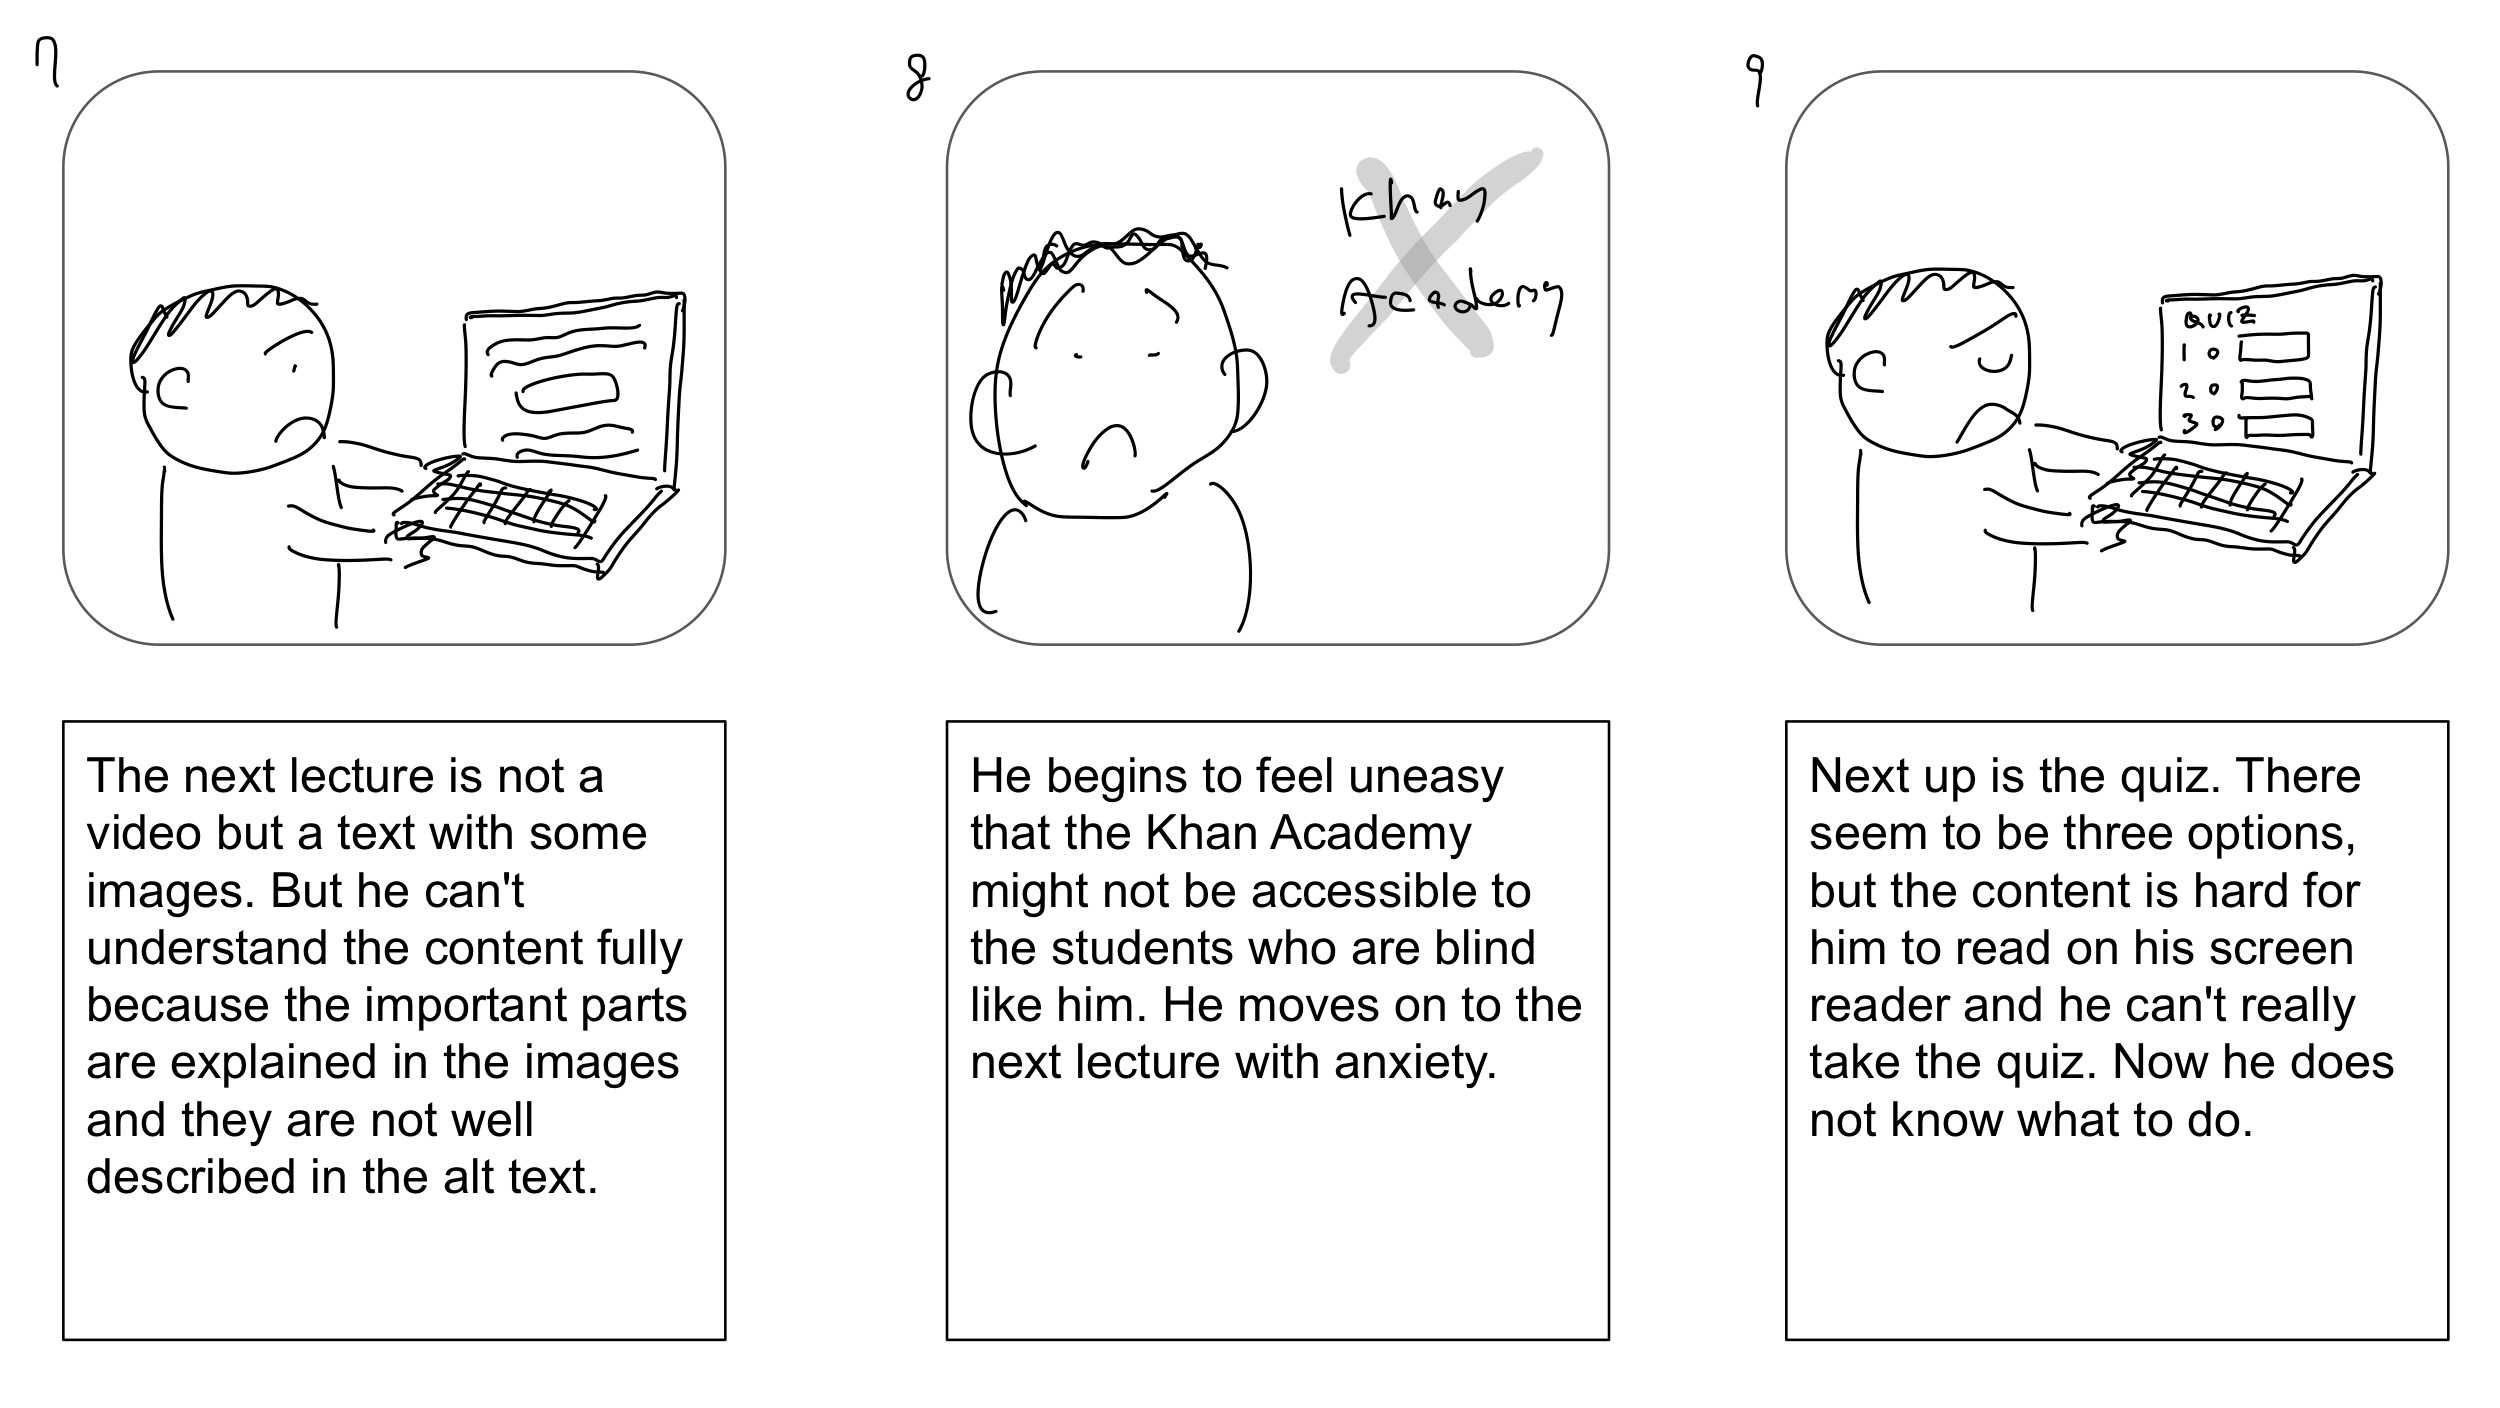 7
8
9
Khan
Academy
QUIZ
1
2
3
The next lecture is not a
video but a text with some
images. But he can't
understand the content fully
because the important parts
are explained in the images
and they are not well
described in the alt text.
He begins to feel uneasy
that the Khan Academy
might not be accessible to
the students who are blind
like him. He moves on to the
next lecture with anxiety.
Next up is the quiz. There
seem to be three options,
but the content is hard for
him to read on his screen
reader and he can't really
take the quiz. Now he does
not know what to do.